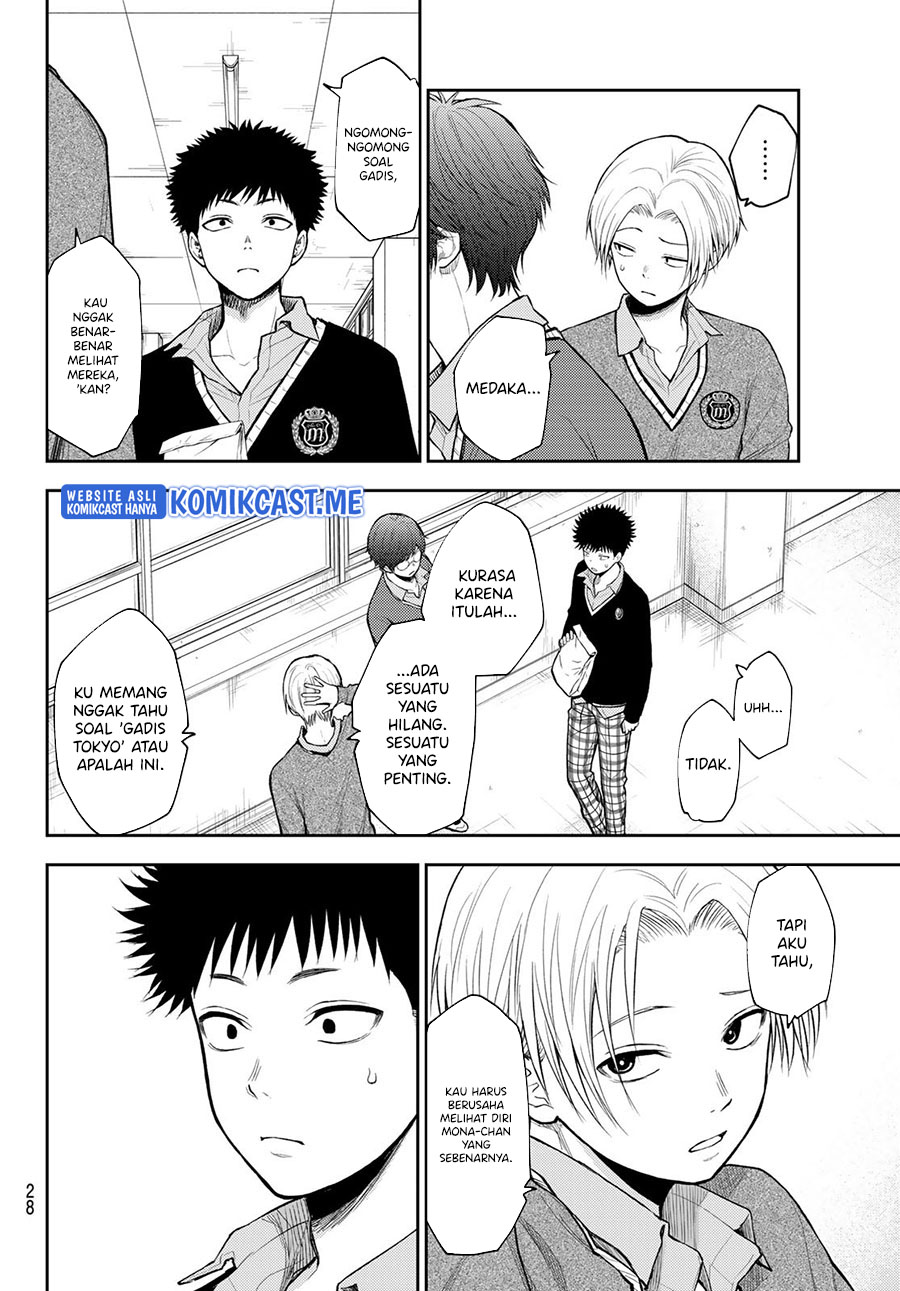 ......
MEDAKA...
NGOMONG-
NGOMONG
SOAL
GADIS,
KAU
NGGAK
BENAR-
BENAR
MELIHAT
MEREKA,
'KAN?
m
WEBSITE ASLI
KOMIKCAST HANYA
KOMIKCAST.ME
UHH...
TIDAK.
KURASA
KARENA
ITULAH...
...ADA
SESUATU
YANG
HILANG.
SESUATU
YANG
PENTING.
KU MEMANG
NGGAK TAHU
SOAL 'GADIS
TOKYO' ATAU
APALAH INI.
TAPI
AKU
TAHU,
KAU HARUS
BERUSAHA
MELIHAT DIRI
MONA-CHAN
YANG
SEBENARNYA.
28